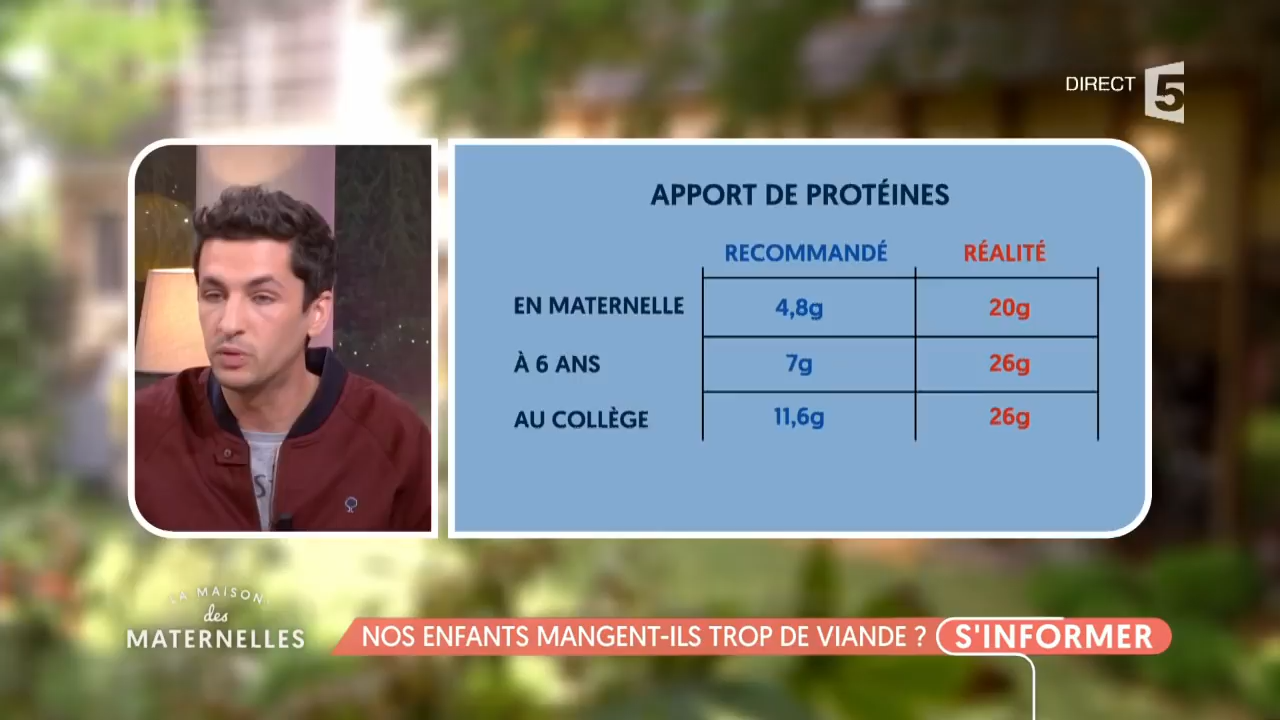 DIRECT 5
APPORT DE PROTÉINES
RECOMMANDÉ RÉALITÉ
EN MATERNELLE 4,8g 20g
À 6 ANS 7g 26g
AU COLLÈGE 11,6g 26g
LA MAISON
des
MATERNELLES
NOS ENFANTS MANGENT-ILS TROP DE VIANDE ? S'INFORMER